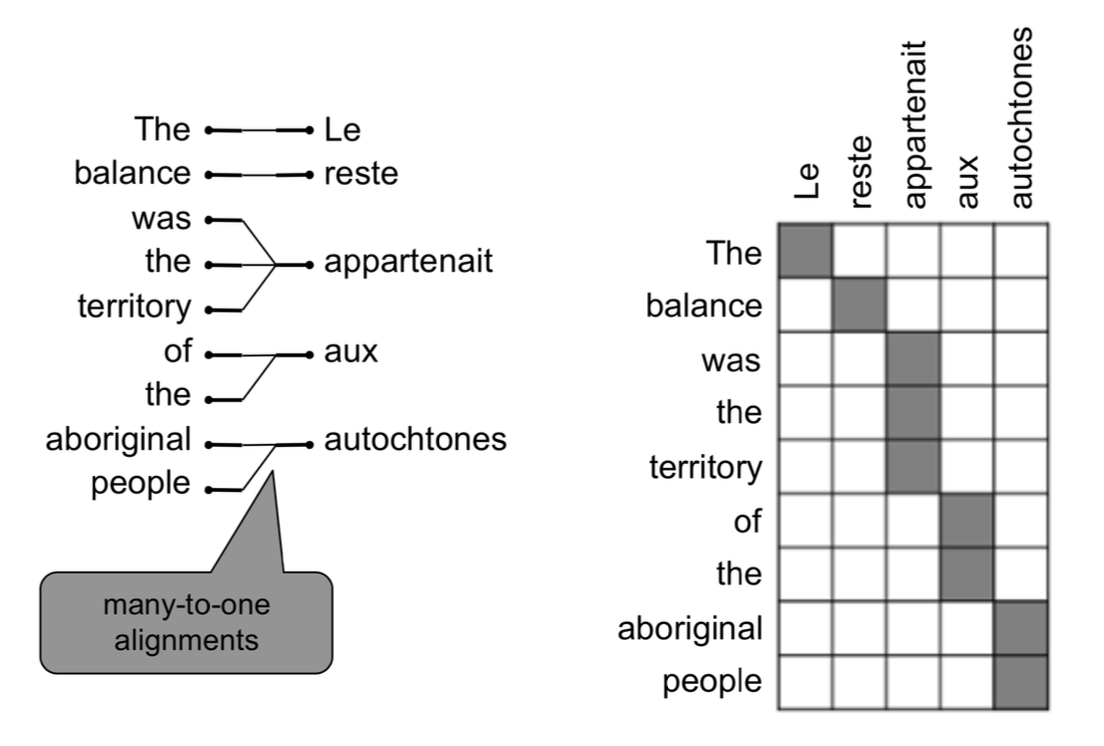 The Le
balance reste
was
the appartenait
territory
of aux
the
aboriginal autochtones
people
many-to-one
alignments
Le reste appartenait aux autochtones
The
balance
was
the
territory
of
the
aboriginal
people